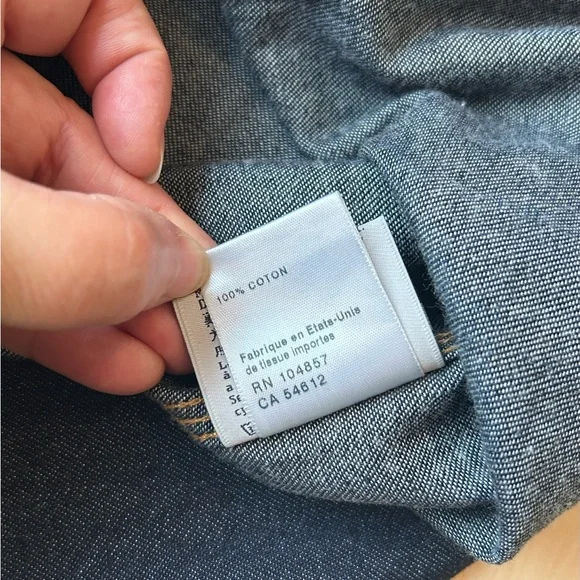 100% COTON
Fabrique en Etats-Unis
de tissue importes
RN 104857
CA 54612